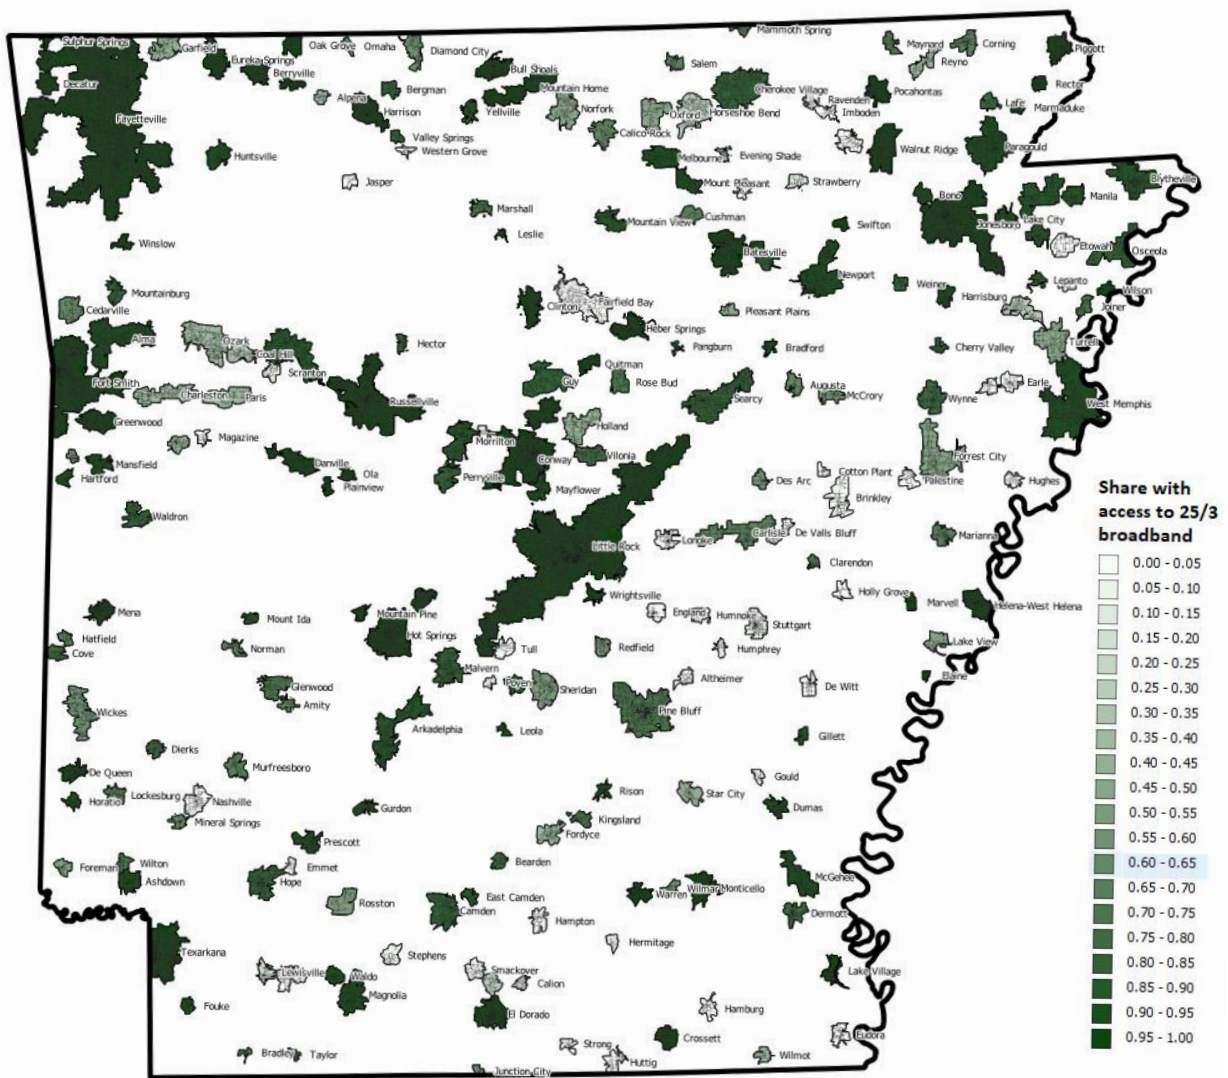 Mammoth Spring
Sulphur Springs
Garfield
Oak Grove
Omaha
Diamond City
Maynard
Corning
Piggott
Eureka Springs
Reyno
Salem
Berryville
Bull Shoals
Decatur
Bergman
Mountain Home
Cherokee Village
Pocahontas
Rector
Alpena
Ravenden
Lafe
Marmaduke
Harrison
Yellville
Norfork
Oxford
Horseshoe Bend
Imboden
Fayetteville
Valley Springs
Calico Rock
Western Grove
Huntsville
Melbourne
Evening Shade
Walnut Ridge
Paragould
Jasper
Mount Pleasant
Strawberry
Blytheville
Bono
Manila
Marshall
Mountain View
Cushman
Swifton
Jonesboro
Lake City
Leslie
Winslow
Batesville
Etowah
Osceola
Newport
Weiner
Lepanto
Mountainburg
Harrisburg
Wilson
Cedarville
Clinton
Fairfield Bay
Pleasant Plains
Joiner
Heber Springs
Alma
Ozark
Hector
Pangburn
Bradford
Cherry Valley
Turrell
Coal Hill
Quitman
Scranton
Fort Smith
Guy
Rose Bud
Augusta
Earle
Charleston
Paris
Russellville
Searcy
McCrory
Wynne
West Memphis
Greenwood
Holland
Magazine
Morrilton
Mansfield
Danville
Conway
Vilonia
Forrest City
Hartford
Ola
Perryville
Cotton Plant
Plainview
Mayflower
Des Arc
Palestine
Hughes
Brinkley
Waldron
Little Rock
Lonoke
Carlisle
De Valls Bluff
Marianna
Clarendon
Wrightsville
Holly Grove
Marvell
Helena-West Helena
Mena
Mount Ida
Mountain Pine
England
Humnoke
Stuttgart
Hatfield
Hot Springs
Lake View
Cove
Norman
Tull
Redfield
Humphrey
Malvern
Elaine
Glenwood
Poyen
Sheridan
Altheimer
De Witt
Amity
Wickes
Pine Bluff
Arkadelphia
Leola
Gillett
Dierks
De Queen
Murfreesboro
Gould
Horatio
Lockesburg
Nashville
Rison
Star City
Gurdon
Dumas
Mineral Springs
Kingsland
Fordyce
Prescott
Foreman
Wilton
Emmet
Bearden
Ashdown
Hope
McGehee
Warren
Wilmar
Monticello
Rosston
East Camden
Camden
Hampton
Dermott
Hermitage
Texarkana
Stephens
Lewisville
Waldo
Smackover
Lake Village
Calion
Magnolia
Fouke
El Dorado
Hamburg
Eudora
Crossett
Strong
Bradley
Taylor
Huttig
Wilmot
Junction City
Share with
access to 25/3
broadband
0.00 - 0.05
0.05 - 0.10
0.10 - 0.15
0.15 - 0.20
0.20 - 0.25
0.25 - 0.30
0.30 - 0.35
0.35 - 0.40
0.40 - 0.45
0.45 - 0.50
0.50 - 0.55
0.55 - 0.60
0.60 - 0.65
0.65 - 0.70
0.70 - 0.75
0.75 - 0.80
0.80 - 0.85
0.85 - 0.90
0.90 - 0.95
0.95 - 1.00